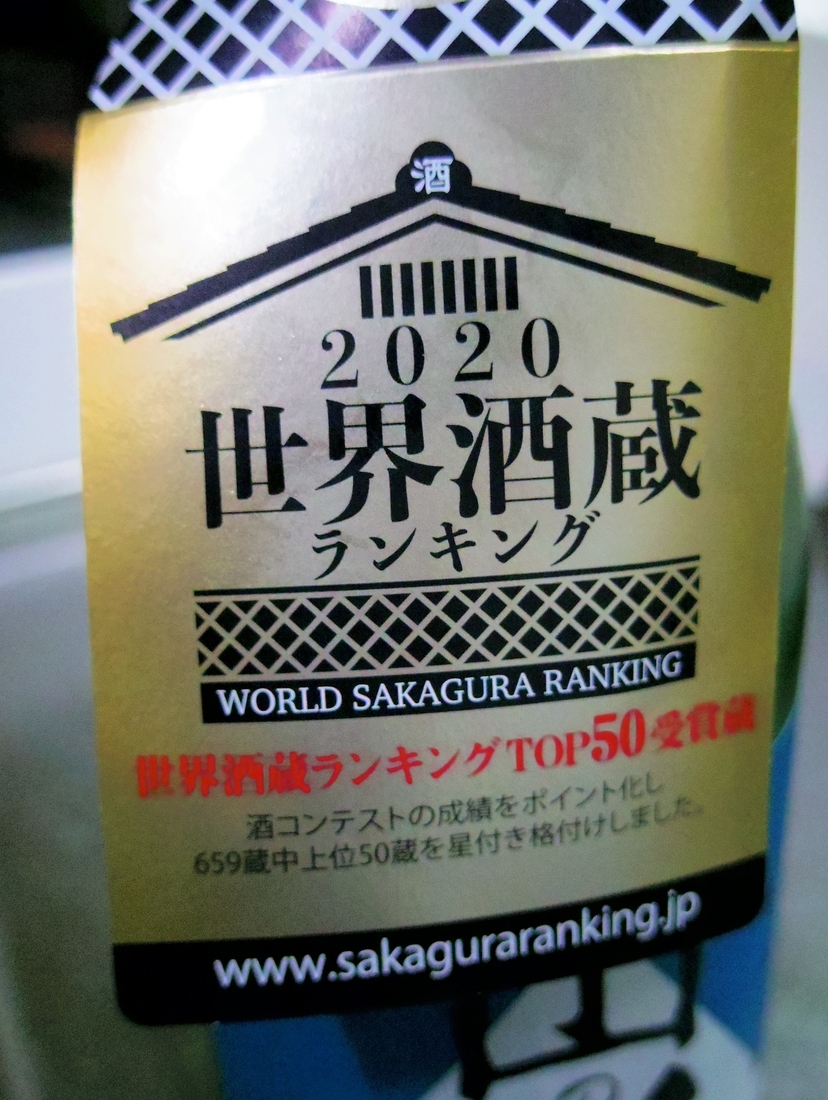 酒
2020
世界酒蔵
ランキング
WORLD SAKAGURA RANKING
世界酒蔵ランキングTOP50受賞蔵
酒コンテストの成績をポイント化し
659蔵中上位50蔵を星付き格付けしました。
www.sakaguraranking.jp